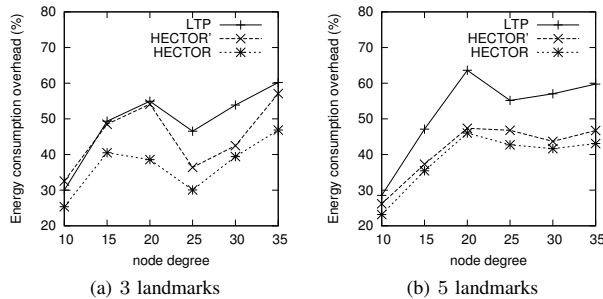 LTP
HECTOR'
HECTOR
Energy consumption overhead (%)
80
70
60
50
40
30
20
10 15 20 25 30 35
node degree
(a) 3 landmarks
LTP
HECTOR'
HECTOR
Energy consumption overhead (%)
80
70
60
50
40
30
20
10 15 20 25 30 35
node degree
(b) 5 landmarks